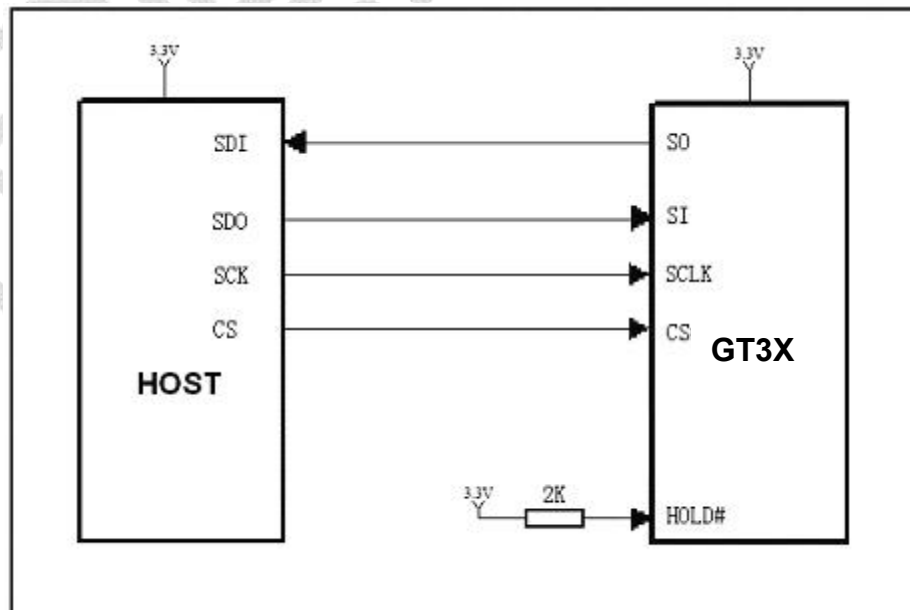 3.3V
3.3V
SDI
SO
SDO
SI
SCK
SCLK
CS
CS
GT3X
HOST
3.3V
2K
HOLD#